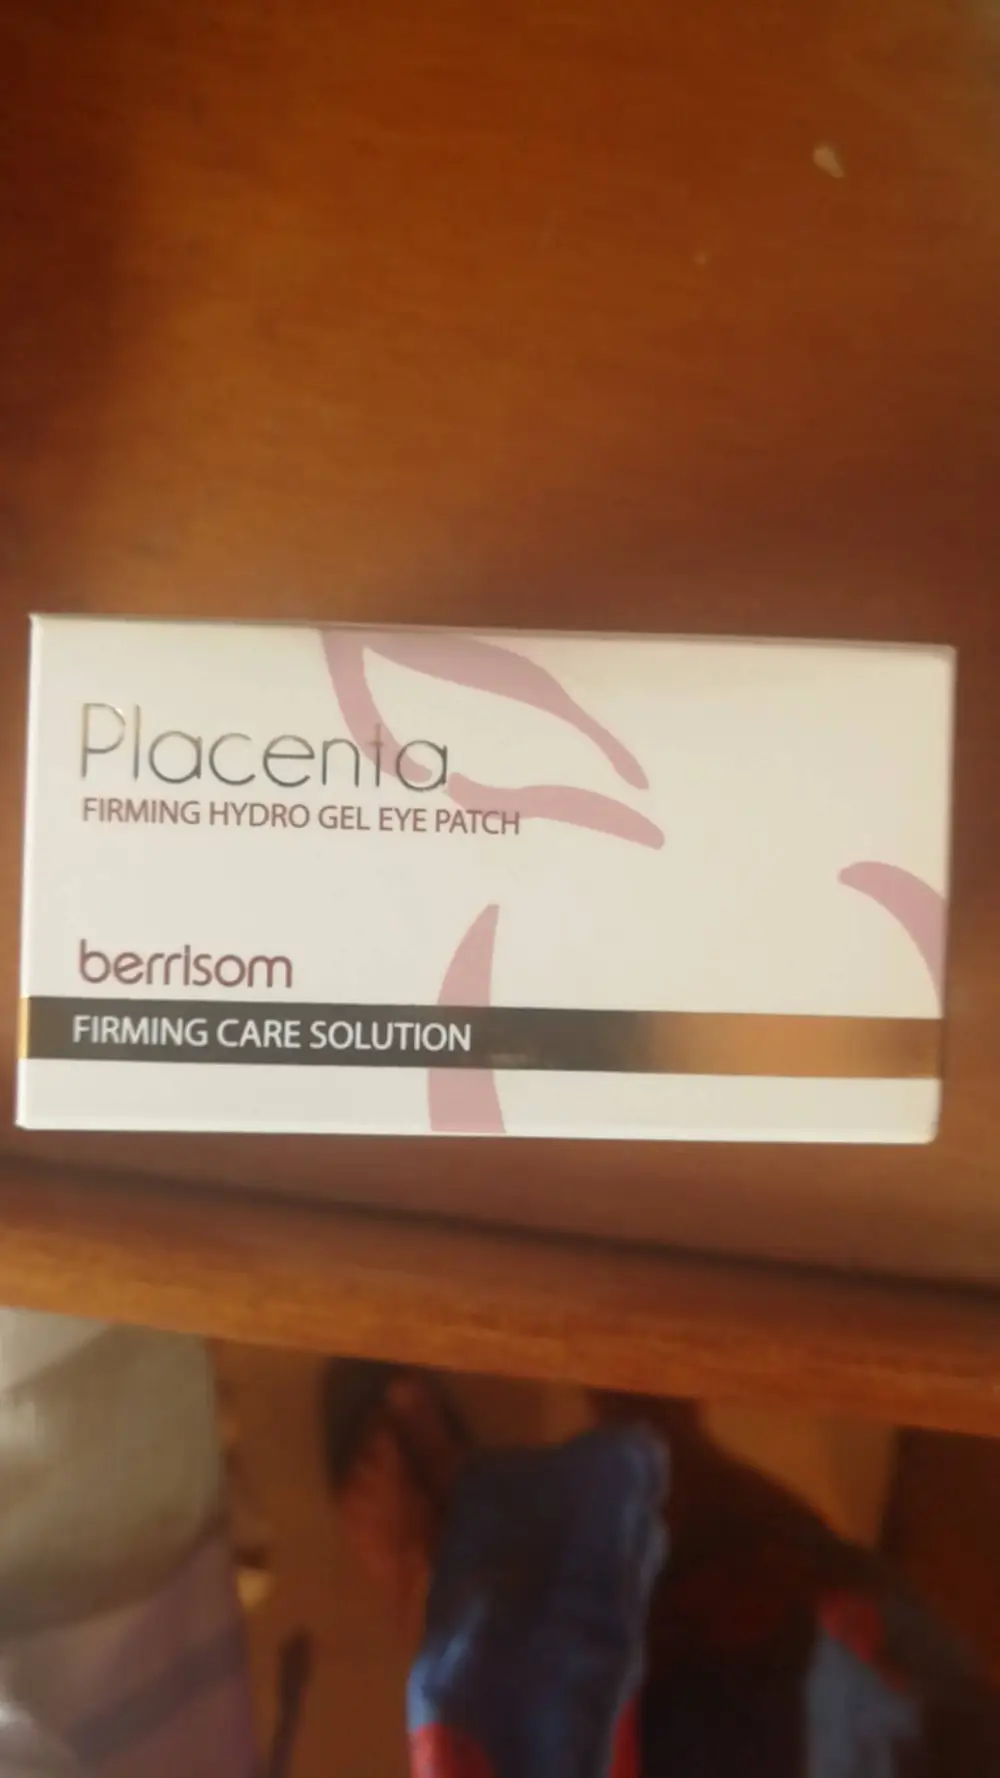 Placenta
FIRMING HYDRO GEL EYE PATCH
berrisom
FIRMING CARE SOLUTION